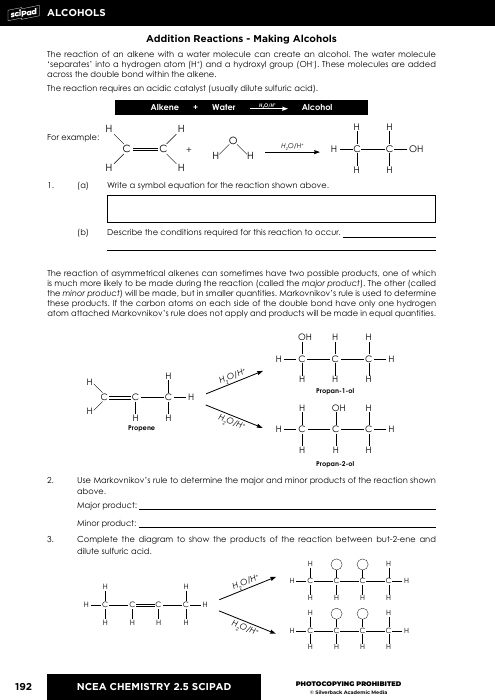 scipad ALCOHOLS
Addition Reactions - Making Alcohols
The reaction of an alkene with a water molecule can create an alcohol. The water molecule
‘separates’ into a hydrogen atom (H⁺) and a hydroxyl group (OH⁻). These molecules are added
across the double bond within the alkene.
The reaction requires an acidic catalyst (usually dilute sulfuric acid).
Alkene + Water H₂O/H⁺ Alcohol
For example:
H H
C C
H H
+
O
H H
H₂O/H⁺
H H
H C C OH
H H
1. (a) Write a symbol equation for the reaction shown above.
(b) Describe the conditions required for this reaction to occur.
The reaction of asymmetrical alkenes can sometimes have two possible products, one of which
is much more likely to be made during the reaction (called the major product). The other (called
the minor product) will be made, but in smaller quantities. Markovnikov’s rule is used to determine
these products. If the carbon atoms on each side of the double bond have only one hydrogen
atom attached Markovnikov’s rule does not apply and products will be made in equal quantities.
OH H H
H C C C H
H H H
Propan-1-ol
H H
C C C H
H H H
Propene
H₂O/H⁺
H₂O/H⁺
H OH H
H C C C H
H H H
Propan-2-ol
2. Use Markovnikov’s rule to determine the major and minor products of the reaction shown
above.
Major product:
Minor product:
3. Complete the diagram to show the products of the reaction between but-2-ene and
dilute sulfuric acid.
H H
H C C C C H
H H H H
H₂O/H⁺
H₂O/H⁺
H H
H C C C C H
H H H H
H H
H C C C C H
H H H H
192 NCEA CHEMISTRY 2.5 SCIPAD
PHOTOCOPYING PROHIBITED
© Silverback Academic Media